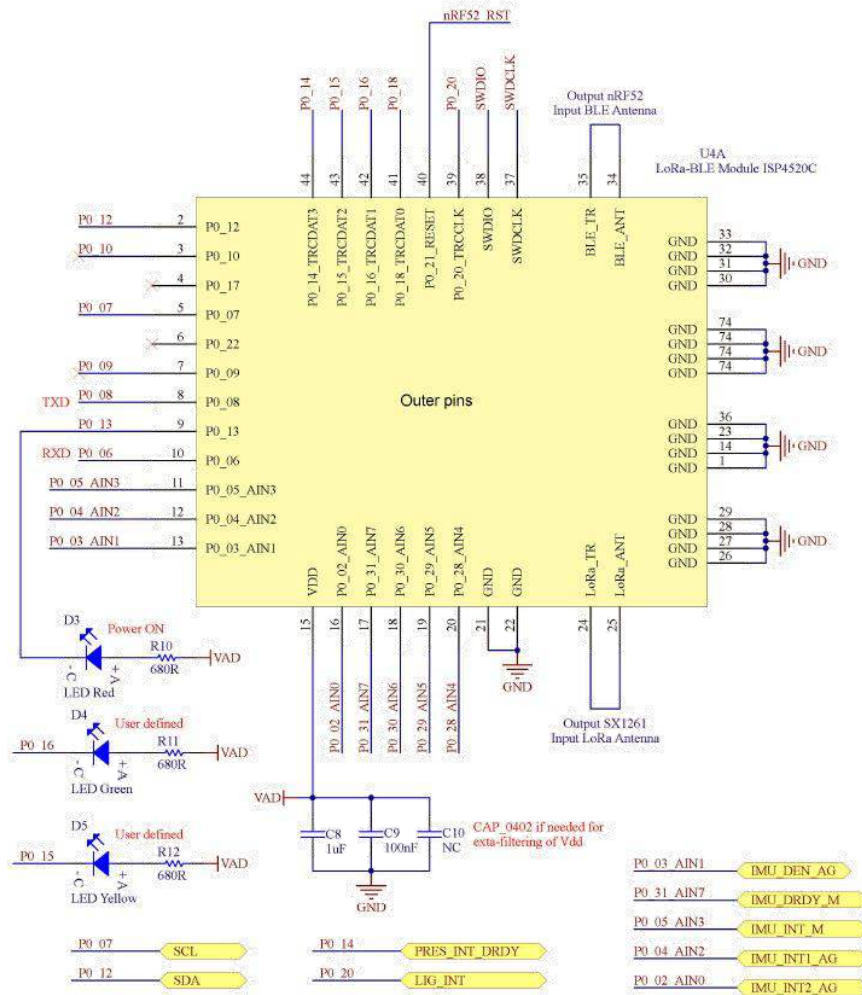 nRF52_RST
P0_14
P0_15
P0_16
P0_18
P0_20
SWDIO
SWDCLK
Output nRF52
Input BLE Antenna
U4A
LoRa-BLE Module ISP4520C
44
43
42
41
40
39
38
37
35
34
P0_14_TRCDAT3
P0_15_TRCDAT2
P0_16_TRCDAT1
P0_18_TRCDAT0
P0_21_RESET
P0_20_TRCCLK
SWDIO
SWDCLK
BLE_TR
BLE_ANT
P0_12 2 P0_12
P0_10 3 P0_10
4 P0_17
P0_07 5 P0_07
6 P0_22
P0_09 7 P0_09
TXD P0_08 8 P0_08
P0_13 9 P0_13
RXD P0_06 10 P0_06
P0_05_AIN3 11 P0_05_AIN3
P0_04_AIN2 12 P0_04_AIN2
P0_03_AIN1 13 P0_03_AIN1
Outer pins
GND 33
GND 32
GND 31
GND 30
GND
GND 74
GND 74
GND 74
GND 74
GND
GND 36
GND 23
GND 14
GND 1
GND
GND 29
GND 28
GND 27
GND 26
GND
VDD
P0_02_AIN0
P0_31_AIN7
P0_30_AIN6
P0_29_AIN5
P0_28_AIN4
GND
GND
LoRa_TR
LoRa_ANT
15
16
17
18
19
20
21
22
24
25
P0_02_AIN0
P0_31_AIN7
P0_30_AIN6
P0_29_AIN5
P0_28_AIN4
GND
Output SX1261
Input LoRa Antenna
D3
Power ON
R10
680R
VAD
- C
+ A
LED Red
D4
User defined
P0_16
R11
680R
VAD
- C
+ A
LED Green
D5
User defined
P0_15
R12
680R
VAD
- C
+ A
LED Yellow
VAD
C8
1uF
C9
100nF
C10
NC
CAP_0402 if needed for
exta-filtering of Vdd
GND
P0_07 SCL
P0_12 SDA
P0_14 PRES_INT_DRDY
P0_20 LIG_INT
P0_03_AIN1 IMU_DEN_AG
P0_31_AIN7 IMU_DRDY_M
P0_05_AIN3 IMU_INT_M
P0_04_AIN2 IMU_INT1_AG
P0_02_AIN0 IMU_INT2_AG